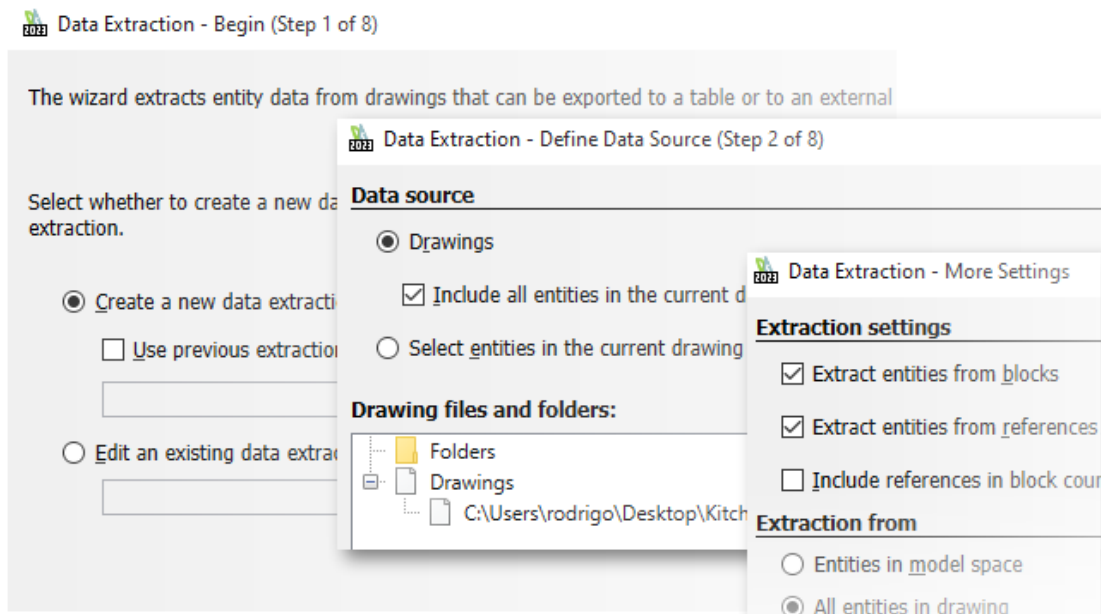 2023 Data Extraction - Begin (Step 1 of 8)
The wizard extracts entity data from drawings that can be exported to a table or to an external
2023 Data Extraction - Define Data Source (Step 2 of 8)
Select whether to create a new da
extraction.
Create a new data extracti
Use previous extraction
Edit an existing data extrac
Data source
Drawings
Include all entities in the current d
Select entities in the current drawing
Drawing files and folders:
Folders
Drawings
C:\Users\rodrigo\Desktop\Kitch
2023 Data Extraction - More Settings
Extraction settings
Extract entities from blocks
Extract entities from references
Include references in block cour
Extraction from
Entities in model space
All entities in drawing